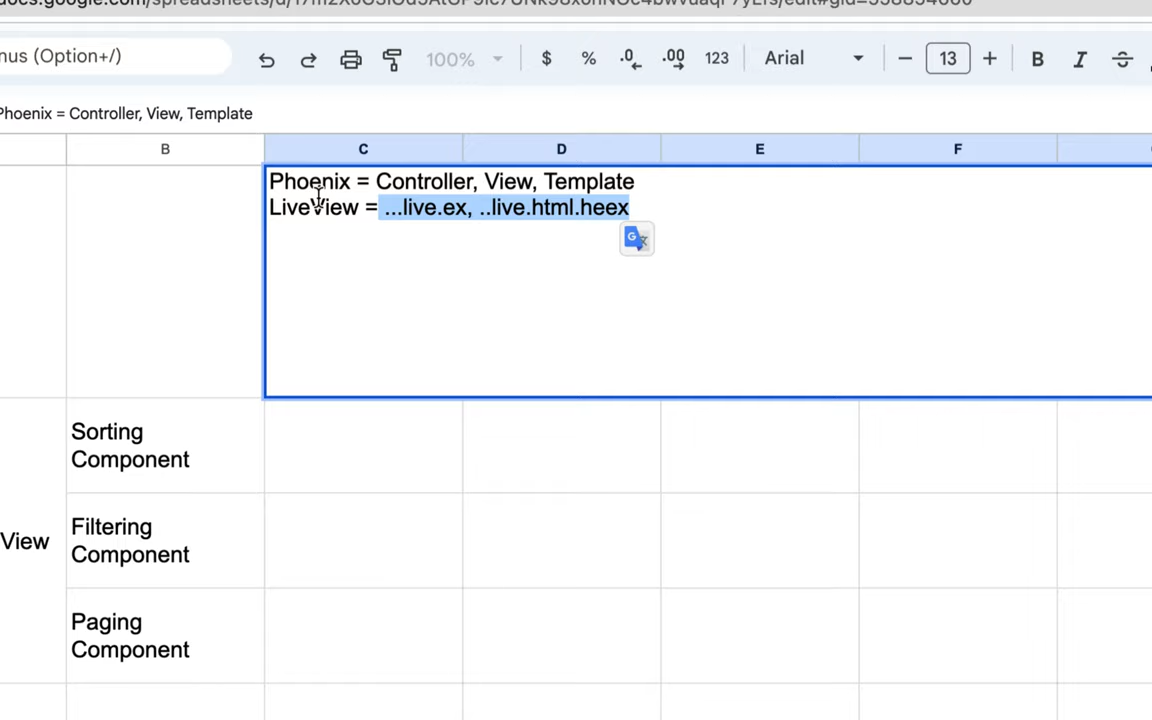 nus (Option+/)
100%
$
%
.0
.00
123
Arial
13
B
I
S
Phoenix = Controller, View, Template
B
C
D
E
F
Phoenix = Controller, View, Template
LiveView = ...live.ex, ..live.html.heex
Sorting
Component
View
Filtering
Component
Paging
Component